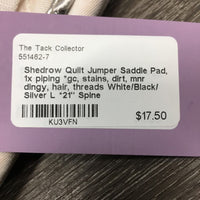 The Tack Collector
551462-7
Shedrow Quilt Jumper Saddle Pad,
1x piping *gc, stains, dirt, mnr
dingy, hair, threads White/Black/
Silver L *21" Spine
KU3VFN
$17.50